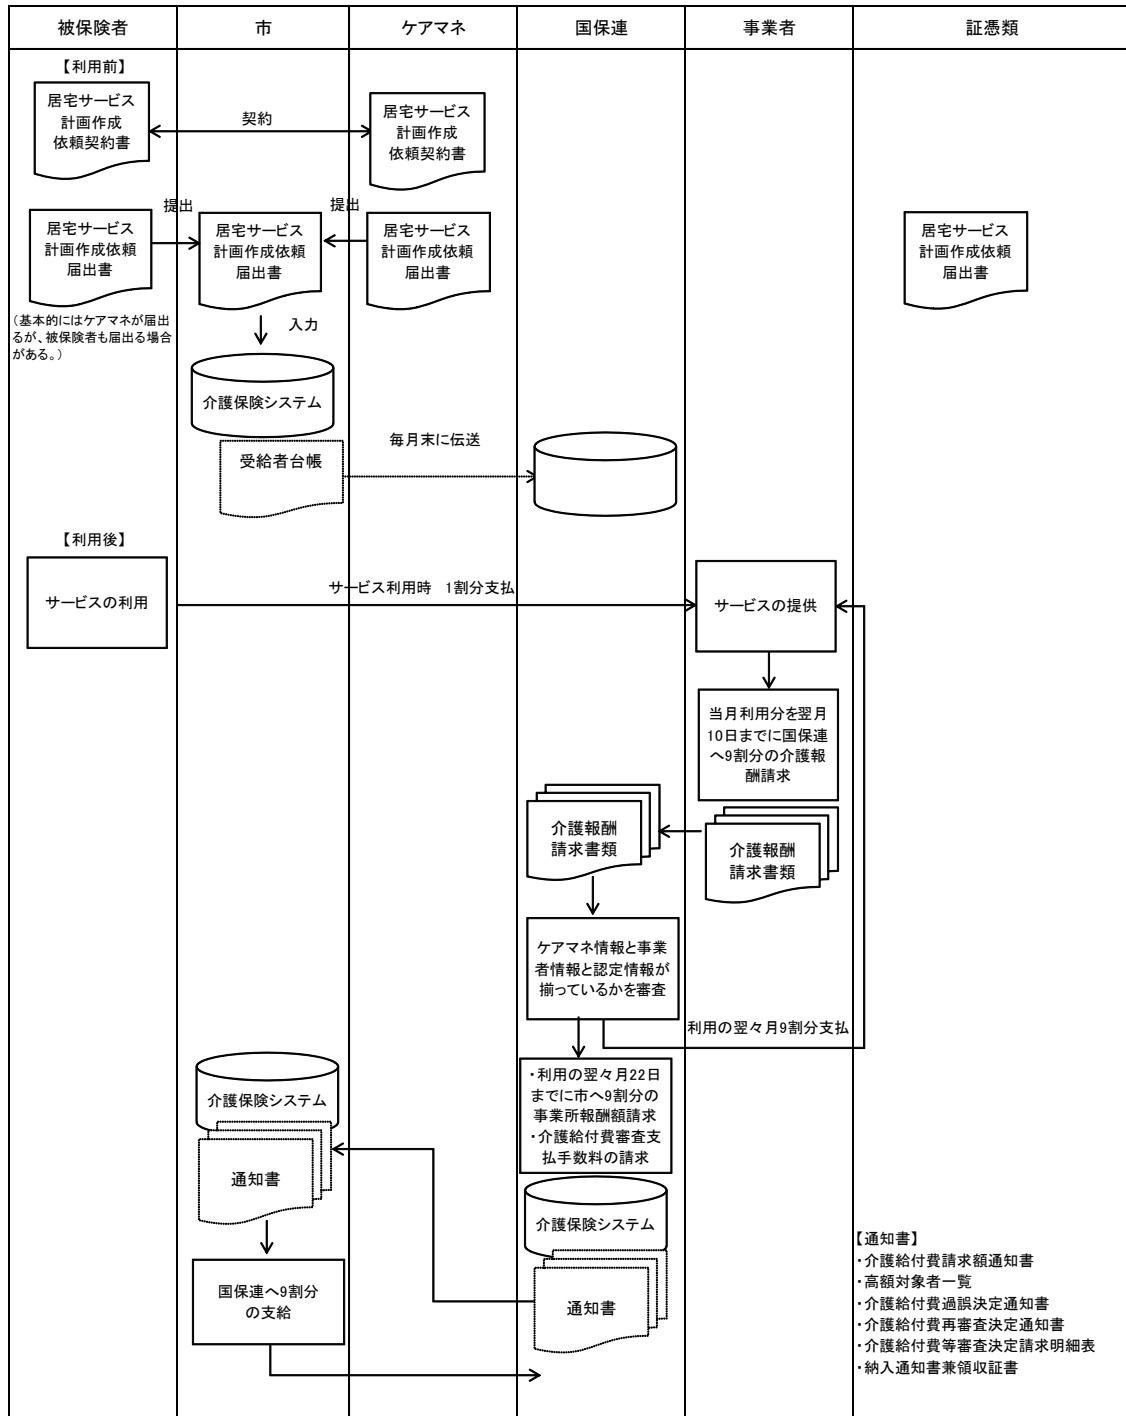 被保険者
市
ケアマネ
国保連
事業者
証憑類
【利用前】
居宅サービス
計画作成
依頼契約書
契約
居宅サービス
計画作成
依頼契約書
提出
提出
居宅サービス
計画作成依頼
届出書
居宅サービス
計画作成依頼
届出書
居宅サービス
計画作成依頼
届出書
居宅サービス
計画作成依頼
届出書
(基本的にはケアマネが届出
るが、被保険者も届出る場合
がある。)
入力
介護保険システム
受給者台帳
毎月末に伝送
【利用後】
サービスの利用
サービス利用時 1割分支払
サービスの提供
当月利用分を翌月
10日までに国保連
へ9割分の介護報
酬請求
介護報酬
請求書類
介護報酬
請求書類
ケアマネ情報と事業
者情報と認定情報が
揃っているかを審査
利用の翌々月9割分支払
・利用の翌々月22日
までに市へ9割分の
事業所報酬額請求
・介護給付費審査支
払手数料の請求
介護保険システム
通知書
介護保険システム
通知書
国保連へ9割分
の支給
【通知書】
・介護給付費請求額通知書
・高額対象者一覧
・介護給付費過誤決定通知書
・介護給付費再審査決定通知書
・介護給付費等審査決定請求明細表
・納入通知書兼領収証書